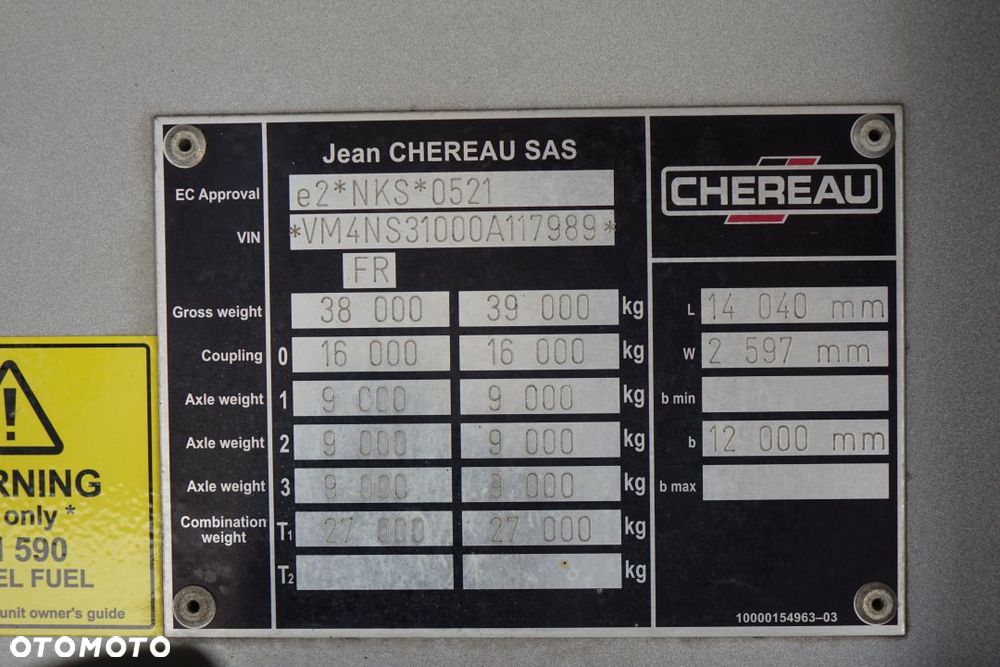 Jean CHEREAU SAS
CHEREAU
EC Approval e2*NKS*0521
VIN *VM4NS31000A117989*
FR
Gross weight 38 000 39 000 kg
Coupling 0 16 000 16 000 kg
Axle weight 1 9 000 9 000 kg
Axle weight 2 9 000 9 000 kg
Axle weight 3 9 000 9 000 kg
Combination weight T1 27 000 27 000 kg
T2 kg
L 14 040 mm
W 2 597 mm
b min
b 12 000 mm
b max
10000154963–03
RNING
only *
590
EL FUEL
unit owner's guide
OTOMOTO